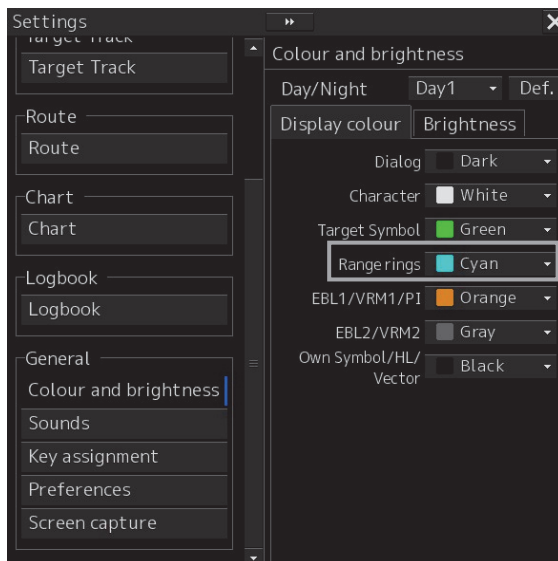 Settings
Target Track
Target Track
Route
Route
Chart
Chart
Logbook
Logbook
General
Colour and brightness
Sounds
Key assignment
Preferences
Screen capture
Colour and brightness
Day/Night Day1 Def.
Display colour Brightness
Dialog Dark
Character White
Target Symbol Green
Range rings Cyan
EBL1/VRM1/PI Orange
EBL2/VRM2 Gray
Own Symbol/HL/
Vector Black